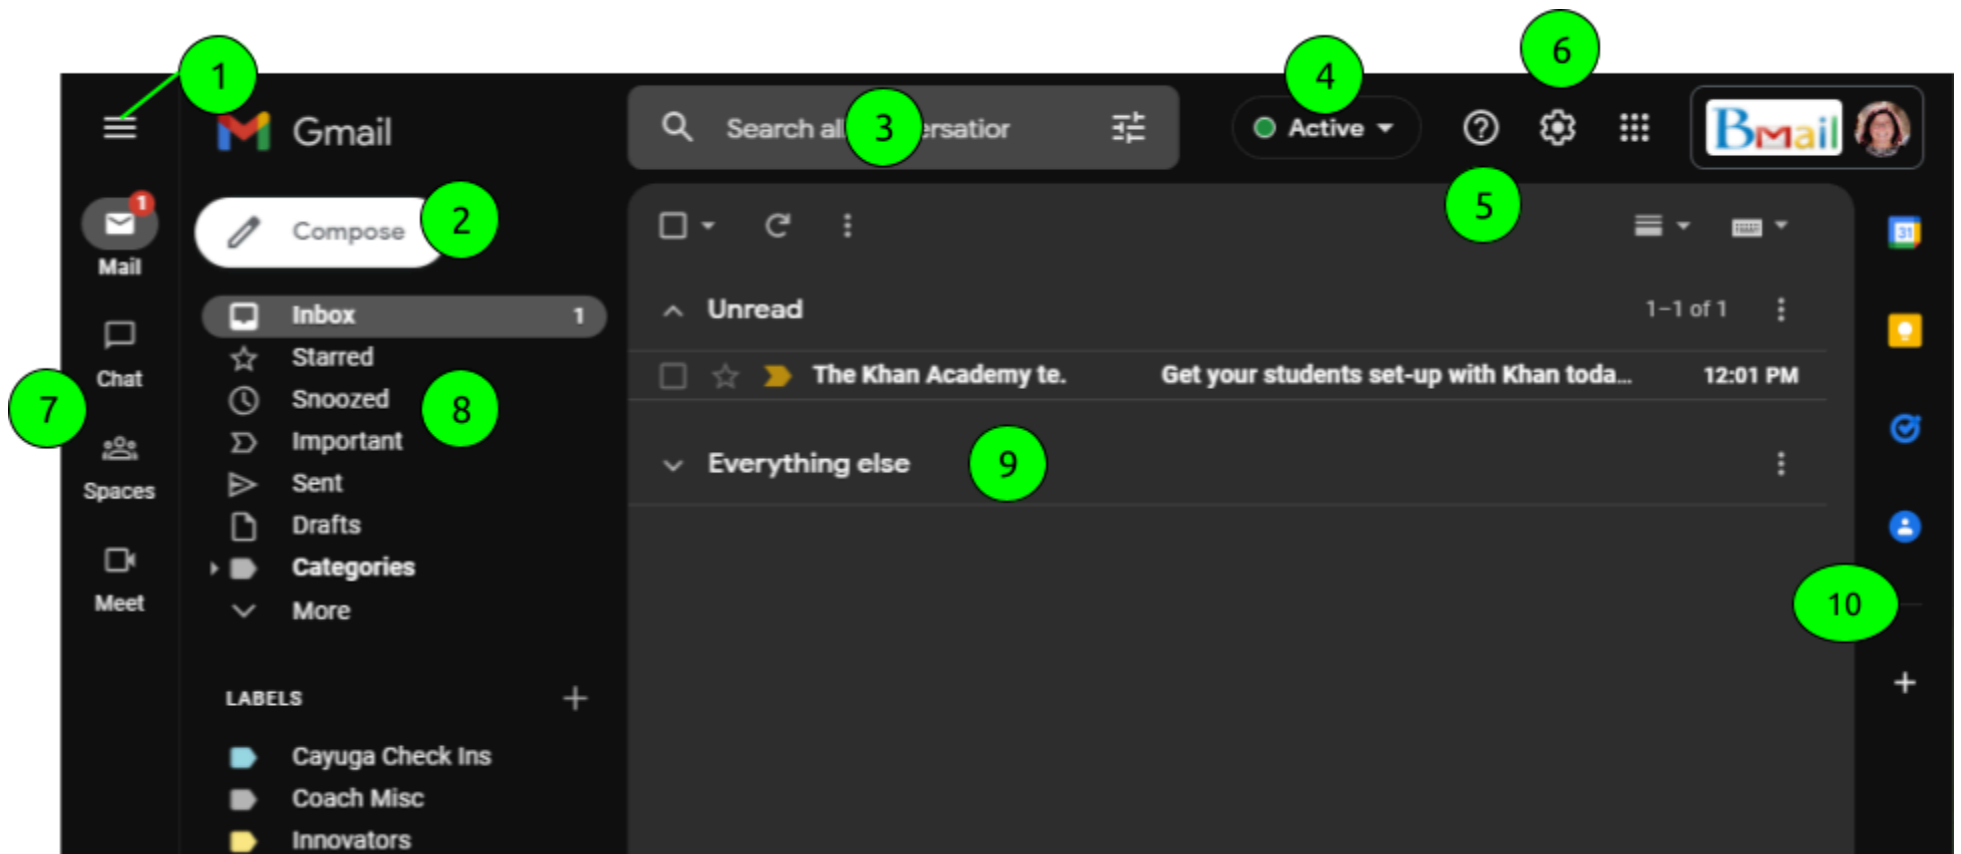 1
6
4
Gmail
Search all
3
Active
BMail
1
Mail
Compose
2
5
31
Inbox 1
Unread
1–1 of 1
Starred
Chat
The Khan Academy te.
Get your students set-up with Khan toda...
12:01 PM
7
Snoozed
8
Important
Everything else
9
Spaces
Sent
Drafts
Categories
Meet
More
10
LABELS
Cayuga Check Ins
Coach Misc
Innovators